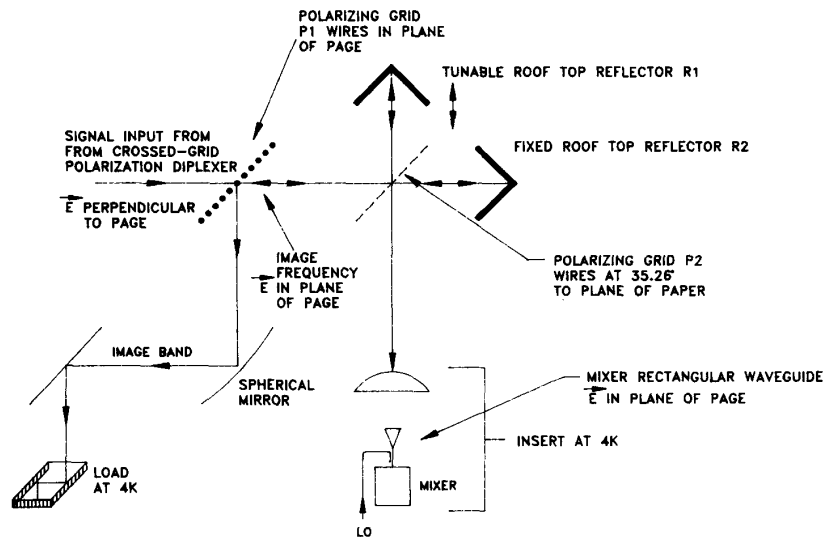 POLARIZING GRID
P1 WIRES IN PLANE
OF PAGE
TUNABLE ROOF TOP REFLECTOR R1
SIGNAL INPUT FROM
FROM CROSSED-GRID
POLARIZATION DIPLEXER
FIXED ROOF TOP REFLECTOR R2
E PERPENDICULAR
TO PAGE
IMAGE
FREQUENCY
E IN PLANE
OF PAGE
POLARIZING GRID P2
WIRES AT 35.26°
TO PLANE OF PAPER
IMAGE BAND
SPHERICAL
MIRROR
MIXER RECTANGULAR WAVEGUIDE
E IN PLANE OF PAGE
INSERT AT 4K
LOAD
AT 4K
MIXER
LO